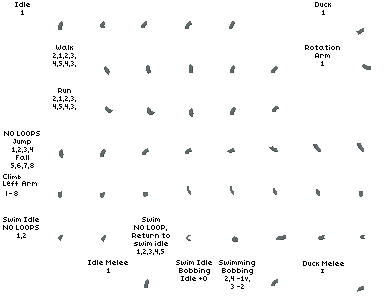 Idle
1
Duck
1
Walk
2,1,2,3,
4,5,4,3,
Rotation
Arm
1
Run
2,1,2,3,
4,5,4,3,
NO LOOPS
Jump
1,2,3,4
Fall
5,6,7,8
Climb
Left Arm
1-8
Swim Idle
NO LOOPS
1,2
Swim
NO LOOP,
Return to
swim idle
1,2,3,4,5
Swim Idle
Bobbing
Idle +0
Swimming
Bobbing
2,4 -1v,
3 -2
Idle Melee
1
Duck Melee
1